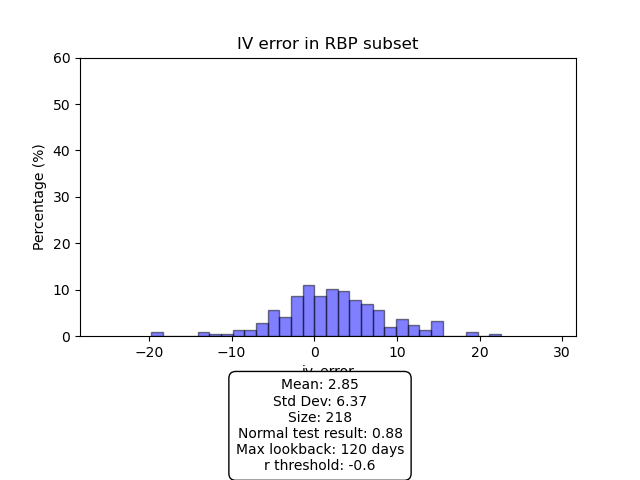 IV error in RBP subset
60
50
40
30
20
10
0
Percentage (%)
−20
−10
0
10
20
30
iv_error
Mean: 2.85
Std Dev: 6.37
Size: 218
Normal test result: 0.88
Max lookback: 120 days
r threshold: -0.6